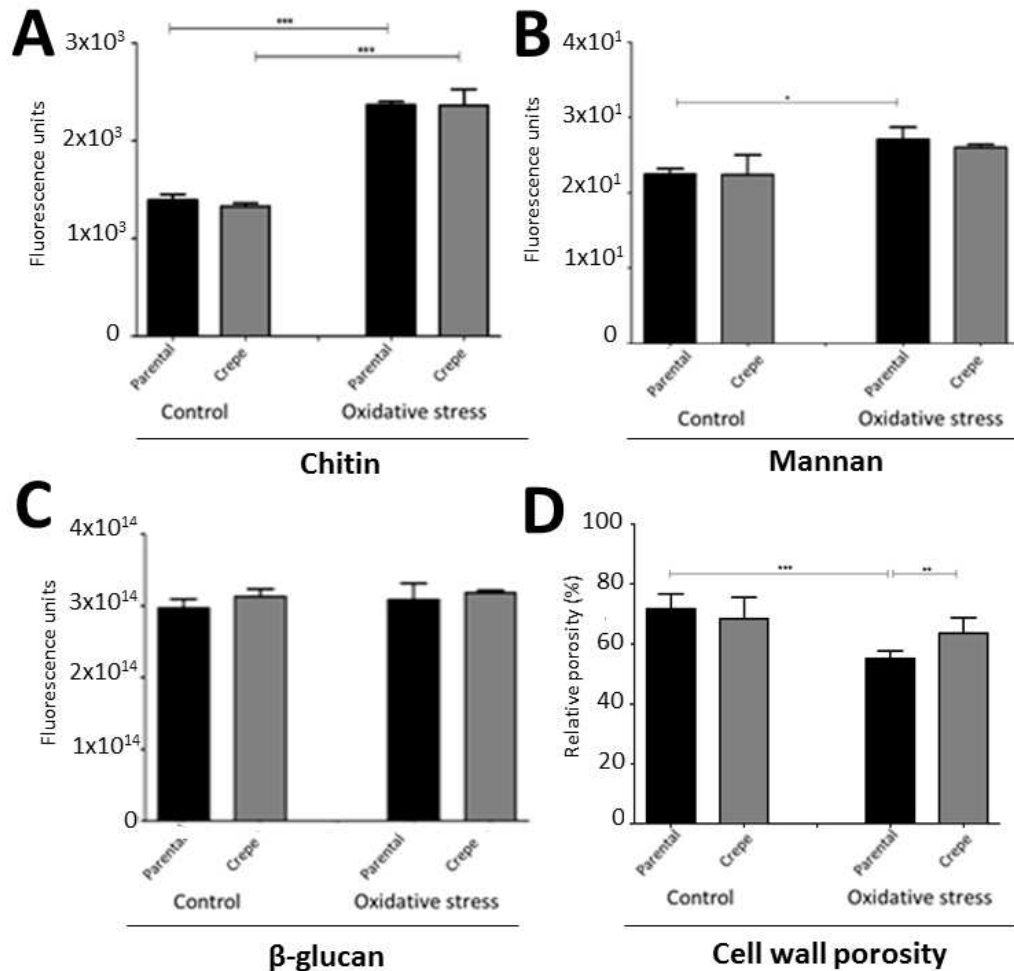 A
***
***
3x10³
2x10³
1x10³
0
Fluorescence units
Parental
Crepe
Parental
Crepe
Control
Oxidative stress
Chitin
B
*
4x10¹
3x10¹
2x10¹
1x10¹
0
Fluorescence units
Parental
Crepe
Parental
Crepe
Control
Oxidative stress
Mannan
C
4x10¹⁴
3x10¹⁴
2x10¹⁴
1x10¹⁴
0
Fluorescence units
Parental
Crepe
Parental
Crepe
Control
Oxidative stress
β-glucan
D
***
**
100
80
60
40
20
0
Relative porosity (%)
Parental
Crepe
Parental
Crepe
Control
Oxidative stress
Cell wall porosity